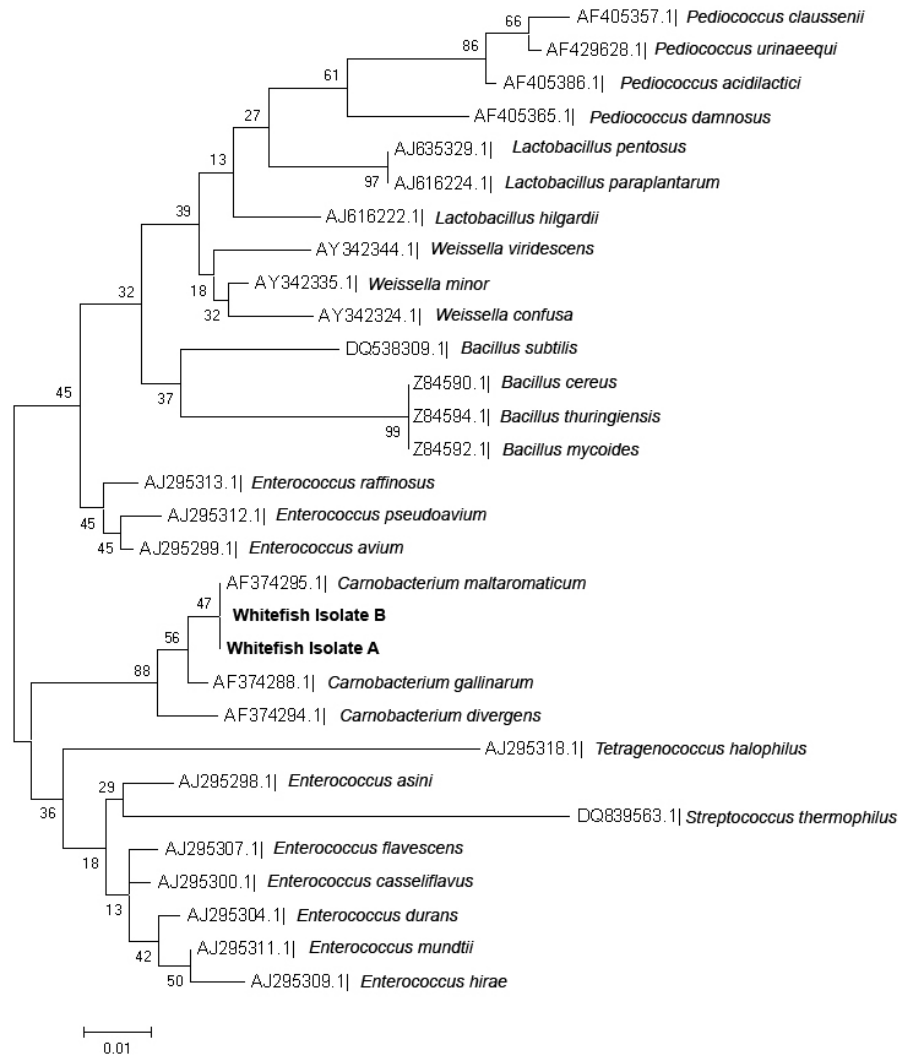 66
AF405357.1| Pediococcus claussenii
86
AF429628.1| Pediococcus urinaeequi
61
AF405386.1| Pediococcus acidilactici
27
AF405365.1| Pediococcus damnosus
13
AJ635329.1| Lactobacillus pentosus
97
AJ616224.1| Lactobacillus paraplantarum
39
AJ616222.1| Lactobacillus hilgardii
AY342344.1| Weissella viridescens
32
18
AY342335.1| Weissella minor
32
AY342324.1| Weissella confusa
DQ538309.1| Bacillus subtilis
45
37
Z84590.1| Bacillus cereus
99
Z84594.1| Bacillus thuringiensis
Z84592.1| Bacillus mycoides
AJ295313.1| Enterococcus raffinosus
45
AJ295312.1| Enterococcus pseudoavium
45
AJ295299.1| Enterococcus avium
47
AF374295.1| Carnobacterium maltaromaticum
56
Whitefish Isolate B
88
Whitefish Isolate A
AF374288.1| Carnobacterium gallinarum
AF374294.1| Carnobacterium divergens
AJ295318.1| Tetragenococcus halophilus
29
AJ295298.1| Enterococcus asini
36
DQ839563.1| Streptococcus thermophilus
18
AJ295307.1| Enterococcus flavescens
AJ295300.1| Enterococcus casseliflavus
13
AJ295304.1| Enterococcus durans
42
AJ295311.1| Enterococcus mundtii
50
AJ295309.1| Enterococcus hirae
0.01